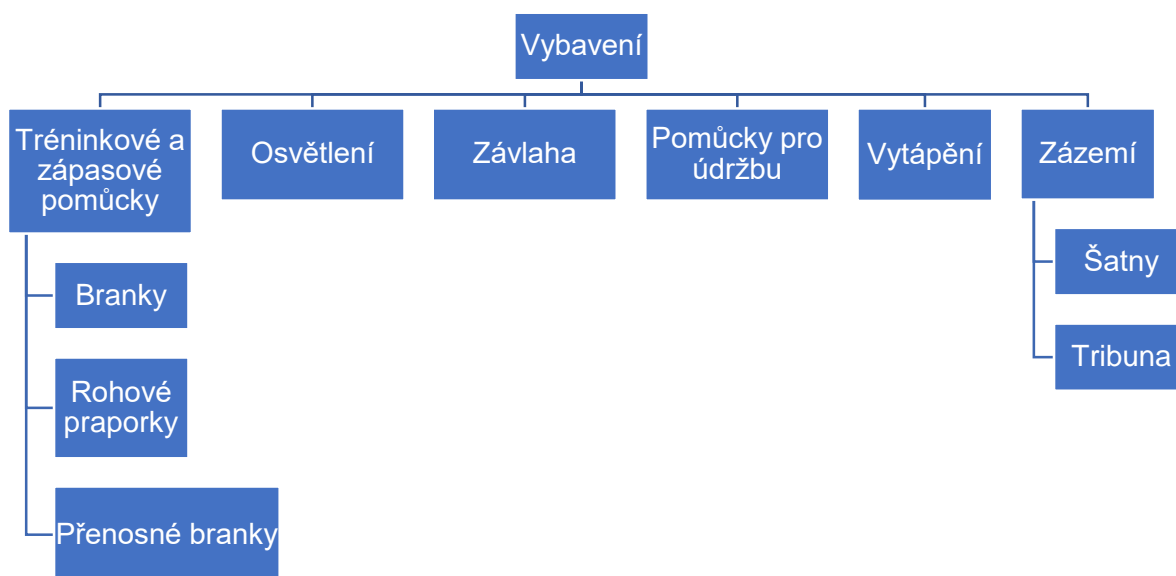 Vybavení
Tréninkové a
zápasové
pomůcky
Osvětlení
Závlaha
Pomůcky pro
údržbu
Vytápění
Zázemí
Branky
Rohové
praporky
Přenosné branky
Šatny
Tribuna